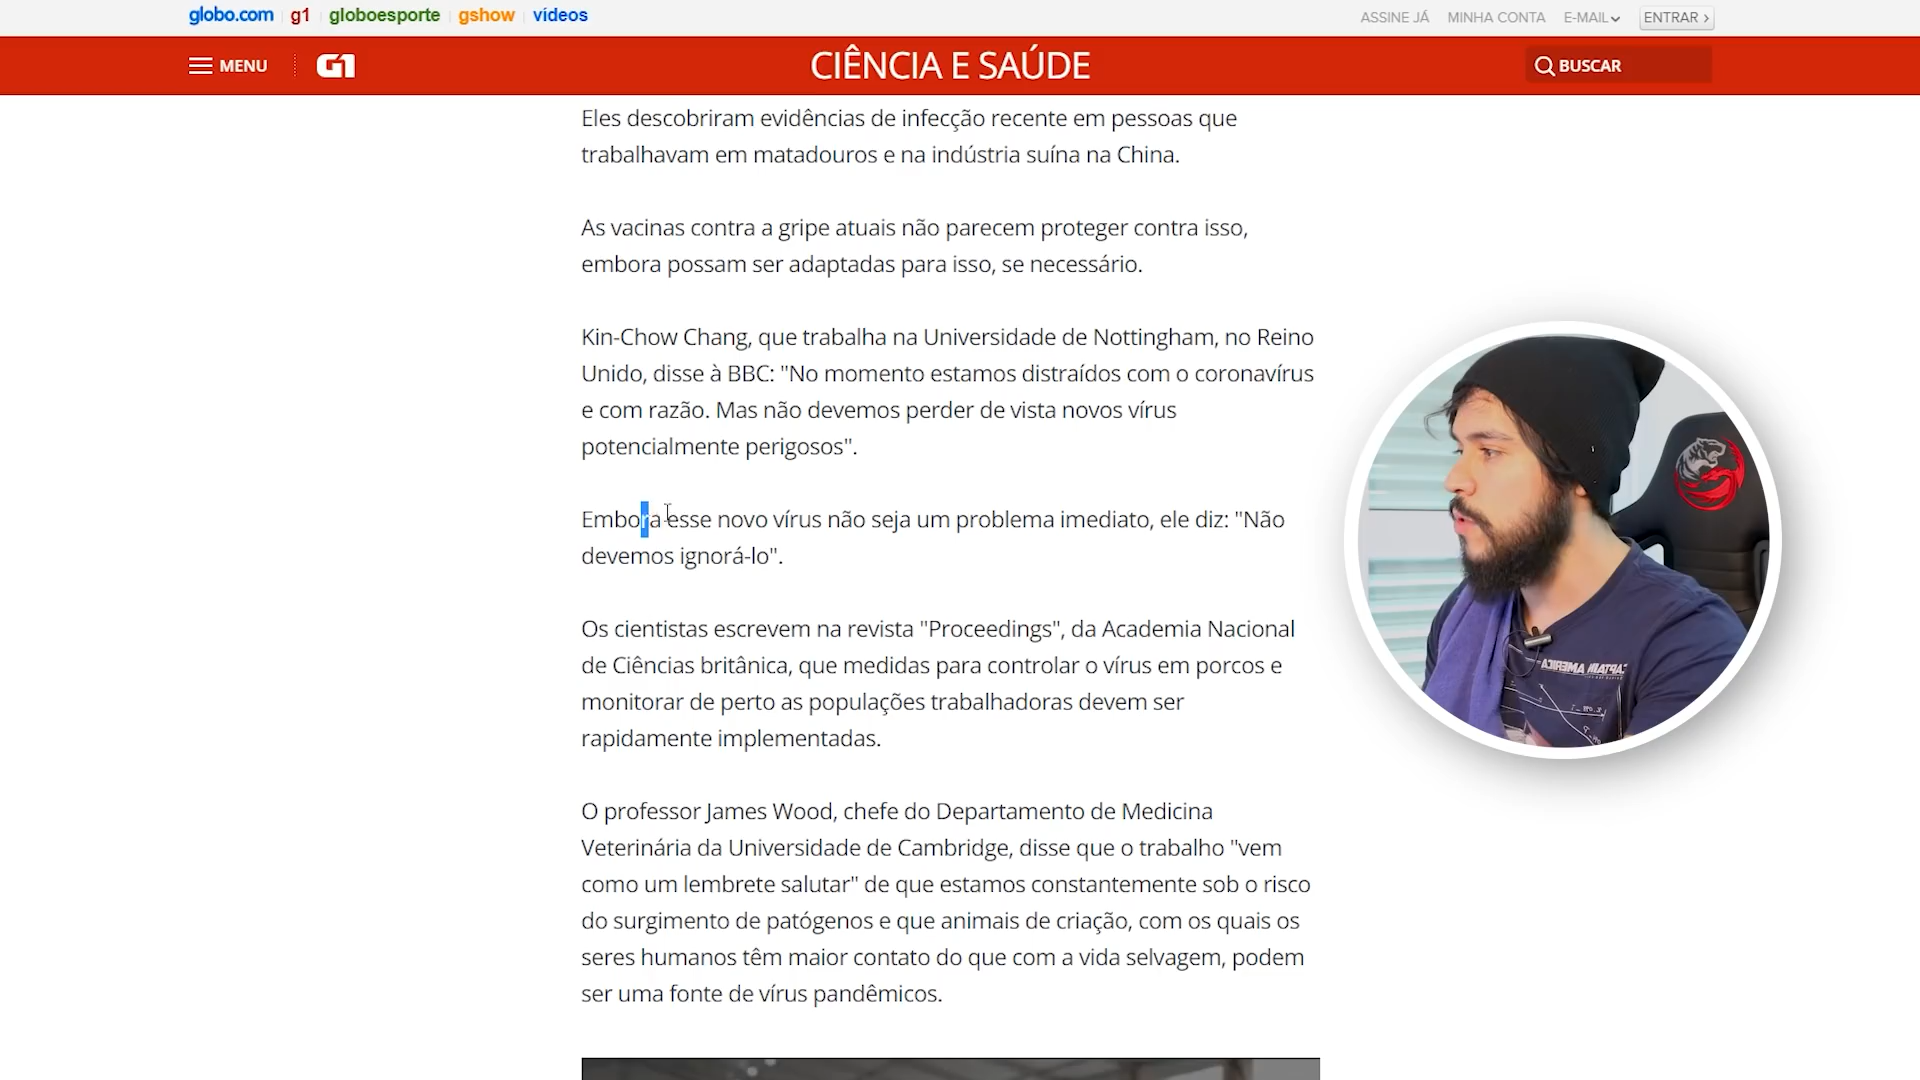 globo.com g1 globoesporte gshow vídeos ASSINE JÁ MINHA CONTA E-MAIL ENTRAR ›
MENU G1 CIÊNCIA E SAÚDE BUSCAR
Eles descobriram evidências de infecção recente em pessoas que
trabalhavam em matadouros e na indústria suína na China.
As vacinas contra a gripe atuais não parecem proteger contra isso,
embora possam ser adaptadas para isso, se necessário.
Kin-Chow Chang, que trabalha na Universidade de Nottingham, no Reino
Unido, disse à BBC: "No momento estamos distraídos com o coronavírus
e com razão. Mas não devemos perder de vista novos vírus
potencialmente perigosos".
Embora esse novo vírus não seja um problema imediato, ele diz: "Não
devemos ignorá-lo".
Os cientistas escrevem na revista "Proceedings", da Academia Nacional
de Ciências britânica, que medidas para controlar o vírus em porcos e
monitorar de perto as populações trabalhadoras devem ser
rapidamente implementadas.
O professor James Wood, chefe do Departamento de Medicina
Veterinária da Universidade de Cambridge, disse que o trabalho "vem
como um lembrete salutar" de que estamos constantemente sob o risco
do surgimento de patógenos e que animais de criação, com os quais os
seres humanos têm maior contato do que com a vida selvagem, podem
ser uma fonte de vírus pandêmicos.
CAPTAIN AMERICA